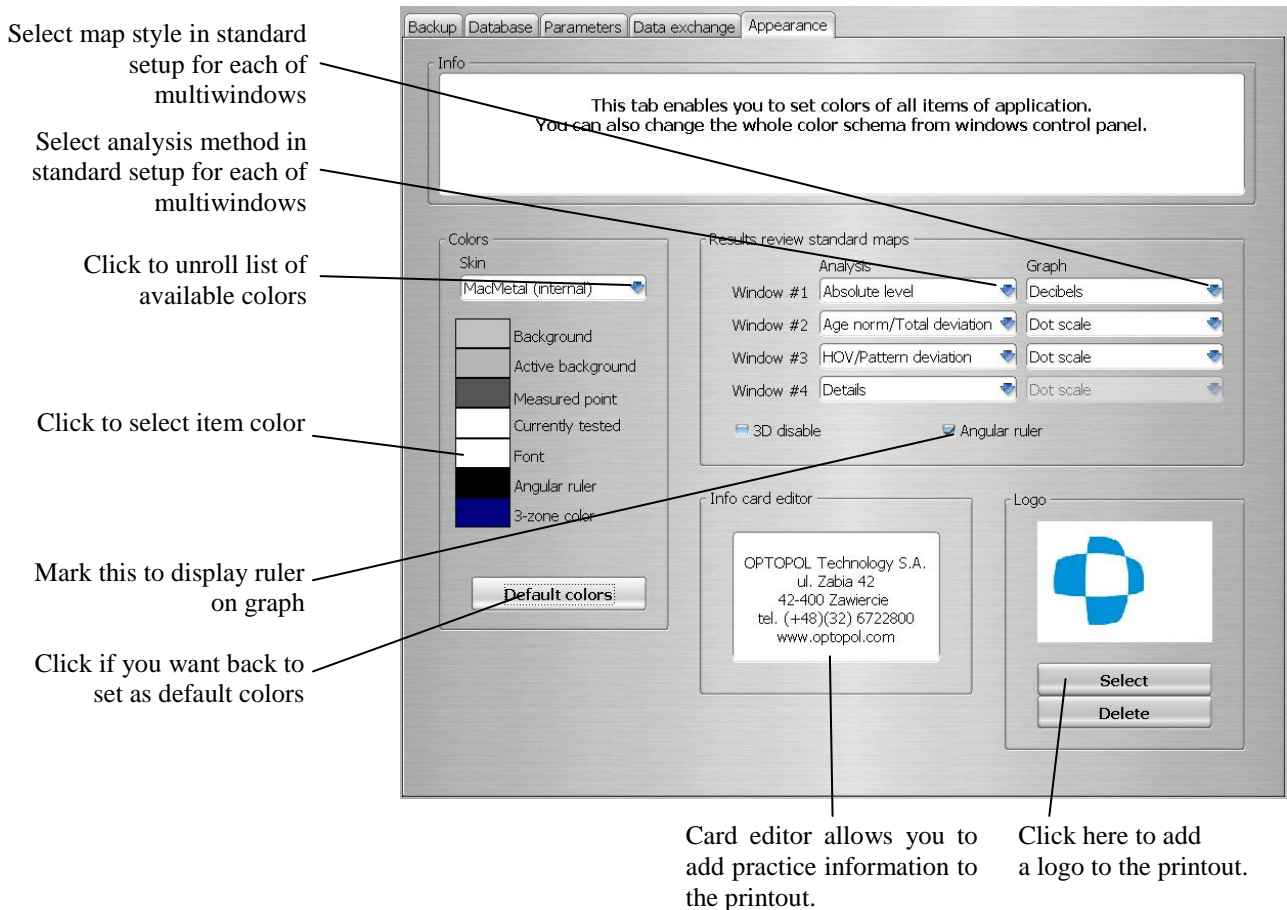 Backup Database Parameters Data exchange Appearance
Select map style in standard
setup for each of
multiwindows
Select analysis method in
standard setup for each of
multiwindows
Click to unroll list of
available colors
Click to select item color
Mark this to display ruler
on graph
Click if you want back to
set as default colors
Info
This tab enables you to set colors of all items of application.
You can also change the whole color schema from windows control panel.
Colors
Skin
MacMetal (internal)
Background
Active background
Measured point
Currently tested
Font
Angular ruler
3-zone color
Default colors
Results review standard maps
Analysis Graph
Window #1 Absolute level Decibels
Window #2 Age norm/Total deviation Dot scale
Window #3 HOV/Pattern deviation Dot scale
Window #4 Details Dot scale
3D disable Angular ruler
Info card editor
OPTOPOL Technology S.A.
ul. Zabia 42
42-400 Zawiercie
tel. (+48)(32) 6722800
www.optopol.com
Logo
Select
Delete
Card editor allows you to
add practice information to
the printout.
Click here to add
a logo to the printout.